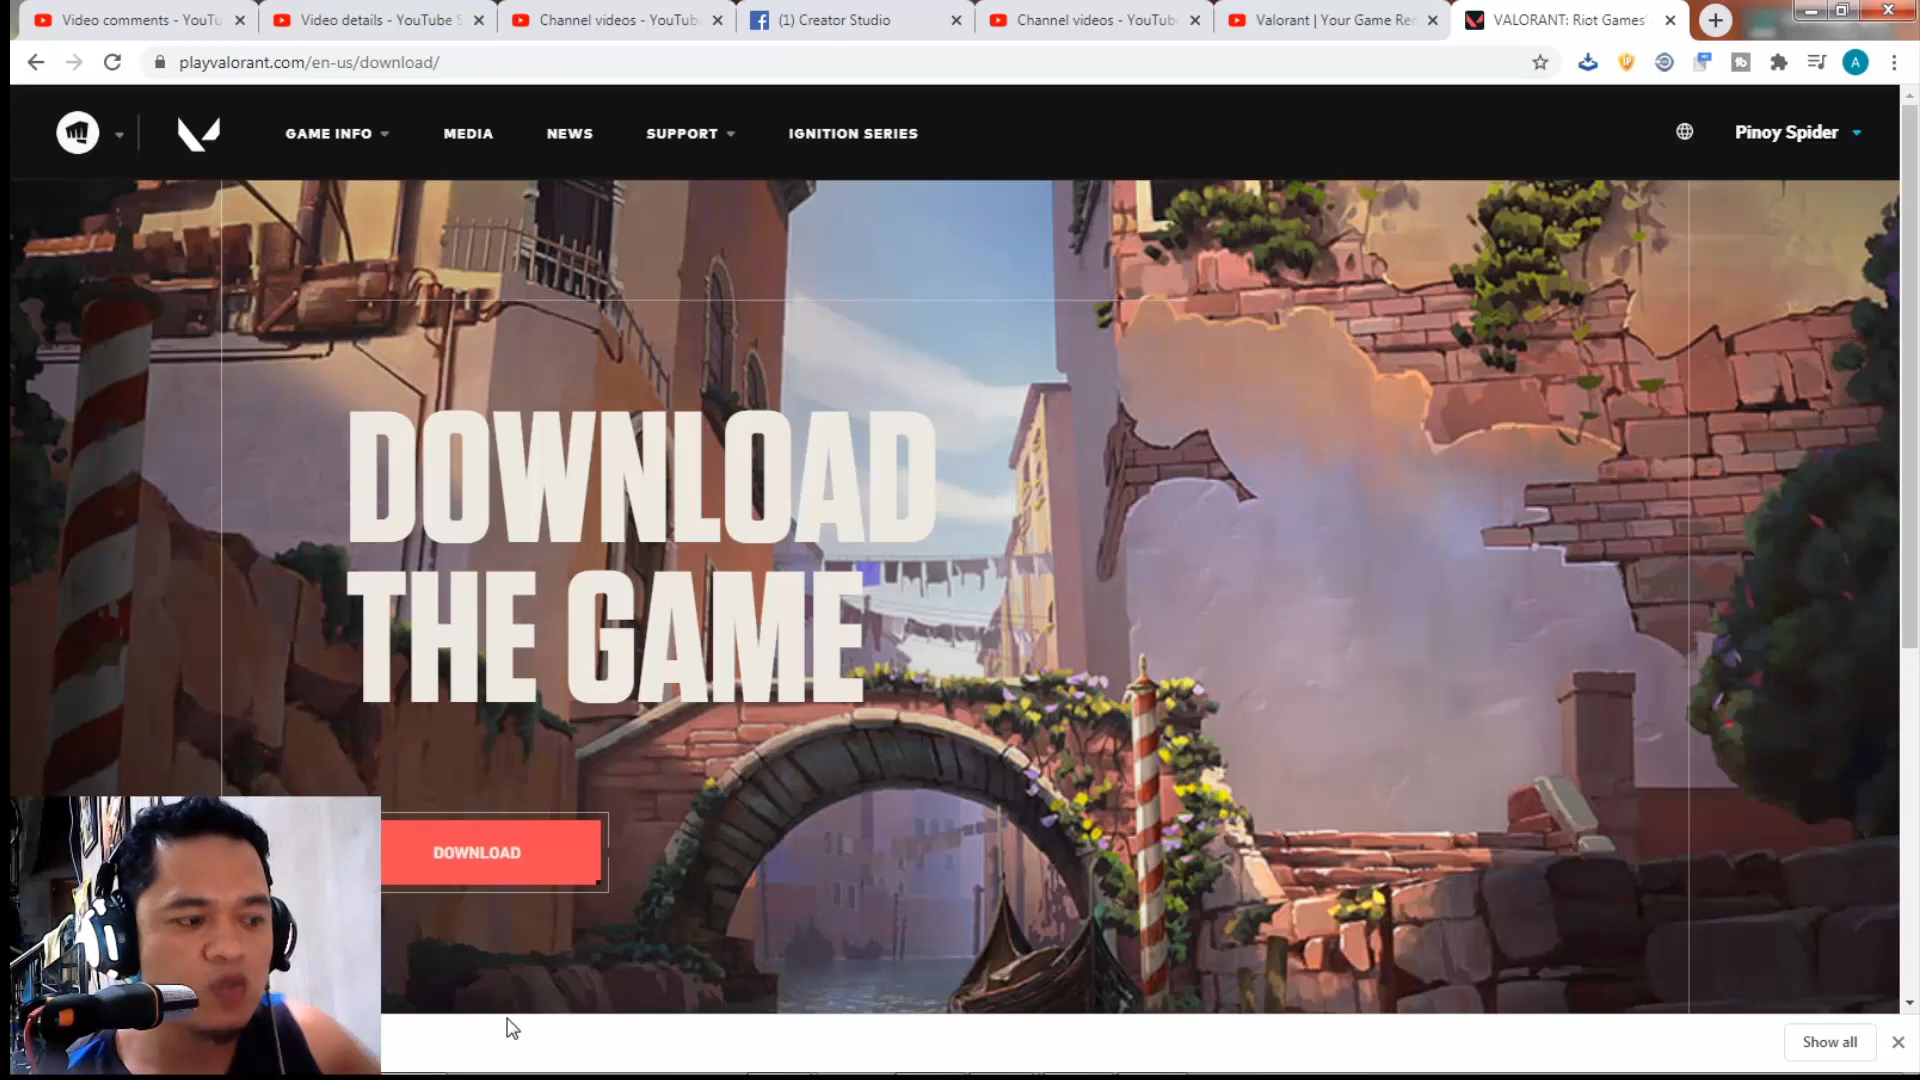 Video comments - YouTu
Video details - YouTube S
Channel videos - YouTube
(1) Creator Studio
Channel videos - YouTube
Valorant | Your Game Re
VALORANT: Riot Games'
playvalorant.com/en-us/download/
A
GAME INFO
MEDIA
NEWS
SUPPORT
IGNITION SERIES
Pinoy Spider
DOWNLOAD
THE GAME
DOWNLOAD
Show all